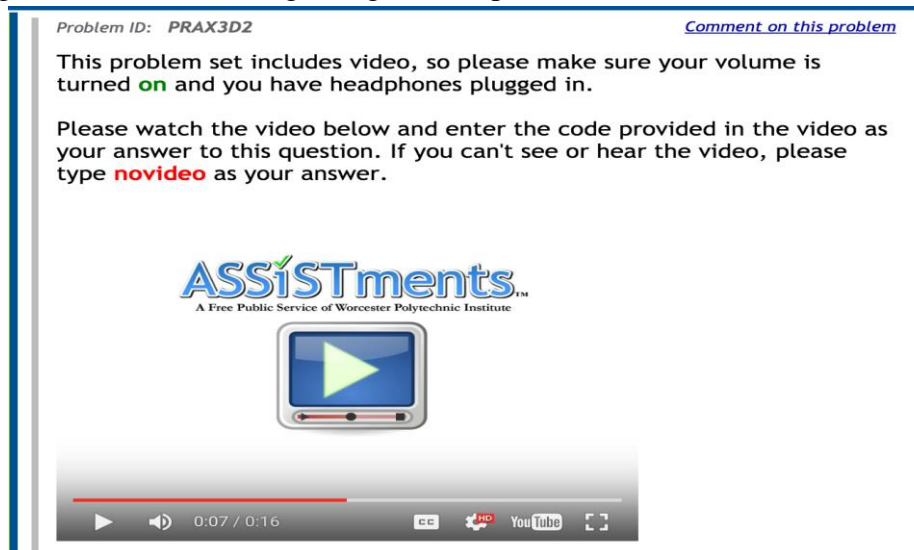 Problem ID: PRAX3D2
Comment on this problem
This problem set includes video, so please make sure your volume is
turned on and you have headphones plugged in.
Please watch the video below and enter the code provided in the video as
your answer to this question. If you can't see or hear the video, please
type novideo as your answer.
ASSiSTments TM
A Free Public Service of Worcester Polytechnic Institute
0:07 / 0:16
CC
HD
YouTube